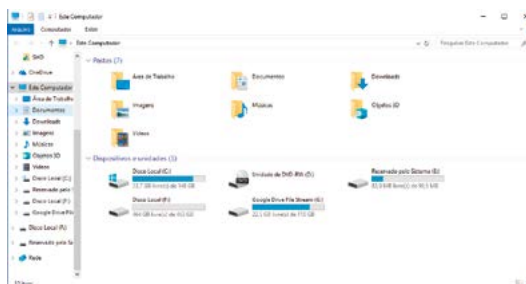 Este Computador
Arquivo Computador Exibir
Este Computador
Pesquisar Este Computador
SHD
OneDrive
Este Computador
Área de Trabalho
Documentos
Downloads
Imagens
Músicas
Objetos 3D
Vídeos
Disco Local (C:)
Reservado pelo S
Disco Local (F:)
Google Drive File
Disco Local (F:)
Reservado pelo Si
Rede
Pastas (7)
Área de Trabalho
Documentos
Downloads
Imagens
Músicas
Objetos 3D
Vídeos
Dispositivos e unidades (5)
Disco Local (C:)
Unidade de DVD-RW (D:)
Reservado pelo Sistema (E:)
Disco Local (F:)
Google Drive File Stream (G:)